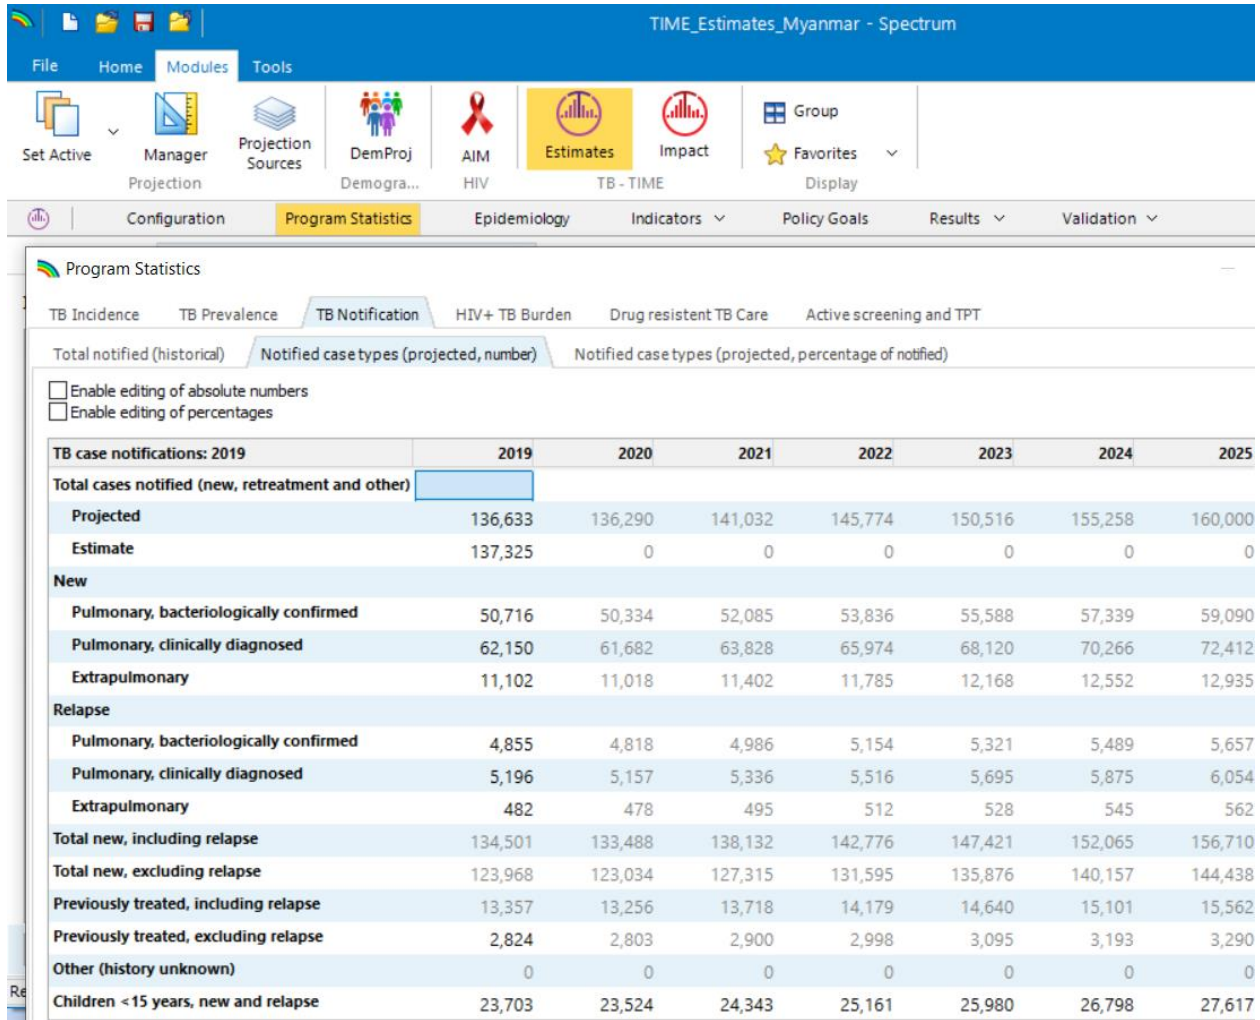 TIME_Estimates_Myanmar - Spectrum
File Home Modules Tools
Set Active Manager Projection Sources DemProj AIM Estimates Impact Group Favorites
Projection Demogra... HIV TB - TIME Display
Configuration Program Statistics Epidemiology Indicators Policy Goals Results Validation
Program Statistics
TB Incidence TB Prevalence TB Notification HIV+ TB Burden Drug resistent TB Care Active screening and TPT
Total notified (historical) Notified case types (projected, number) Notified case types (projected, percentage of notified)
Enable editing of absolute numbers
Enable editing of percentages
TB case notifications: 2019 2019 2020 2021 2022 2023 2024 2025
Total cases notified (new, retreatment and other)
Projected 136,633 136,290 141,032 145,774 150,516 155,258 160,000
Estimate 137,325 0 0 0 0 0 0
New
Pulmonary, bacteriologically confirmed 50,716 50,334 52,085 53,836 55,588 57,339 59,090
Pulmonary, clinically diagnosed 62,150 61,682 63,828 65,974 68,120 70,266 72,412
Extrapulmonary 11,102 11,018 11,402 11,785 12,168 12,552 12,935
Relapse
Pulmonary, bacteriologically confirmed 4,855 4,818 4,986 5,154 5,321 5,489 5,657
Pulmonary, clinically diagnosed 5,196 5,157 5,336 5,516 5,695 5,875 6,054
Extrapulmonary 482 478 495 512 528 545 562
Total new, including relapse 134,501 133,488 138,132 142,776 147,421 152,065 156,710
Total new, excluding relapse 123,968 123,034 127,315 131,595 135,876 140,157 144,438
Previously treated, including relapse 13,357 13,256 13,718 14,179 14,640 15,101 15,562
Previously treated, excluding relapse 2,824 2,803 2,900 2,998 3,095 3,193 3,290
Other (history unknown) 0 0 0 0 0 0 0
Re
Children <15 years, new and relapse 23,703 23,524 24,343 25,161 25,980 26,798 27,617